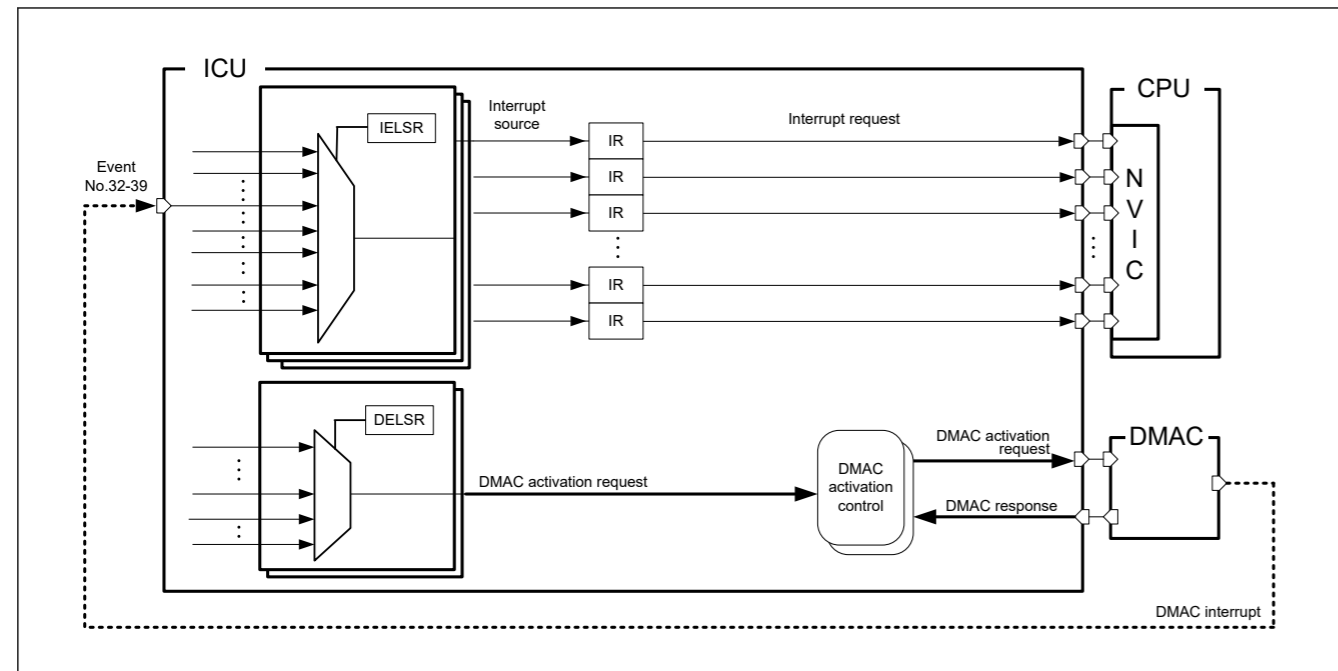 ICU
CPU
IELSR
Interrupt
source
Interrupt request
IR
IR
IR
IR
IR
N
V
I
C
Event
No.32-39
DELSR
DMAC activation request
DMAC
activation
control
DMAC activation
request
DMAC response
DMAC
DMAC interrupt